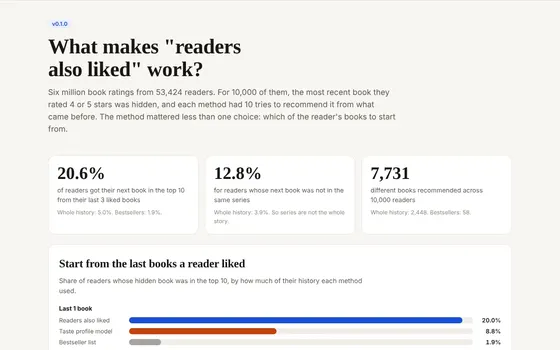 v0.1.0
What makes "readers
also liked" work?
Six million book ratings from 53,424 readers. For 10,000 of them, the most recent book they
rated 4 or 5 stars was hidden, and each method had 10 tries to recommend it from what
came before. The method mattered less than one choice: which of the reader's books to start
from.
20.6%
of readers got their next book in the top 10
from their last 3 liked books
Whole history: 5.0%. Bestsellers: 1.9%.
12.8%
for readers whose next book was not in the
same series
Whole history: 3.9%. So series are not the whole
story.
7,731
different books recommended across
10,000 readers
Whole history: 2,448. Bestsellers: 58.
Start from the last books a reader liked
Share of readers whose hidden book was in the top 10, by how much of their history each method
used.
Last 1 book
Readers also liked 20.0%
Taste profile model 8.8%
Bestseller list 1.9%